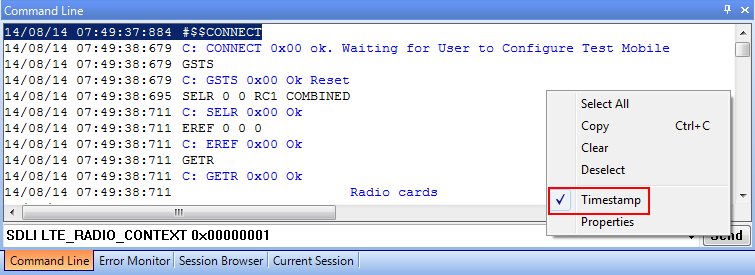 Command Line
14/08/14 07:49:37:884 #$$CONNECT
14/08/14 07:49:38:679 C: CONNECT 0x00 ok. Waiting for User to Configure Test Mobile
14/08/14 07:49:38:679 GSTS
14/08/14 07:49:38:679 C: GSTS 0x00 Ok Reset
14/08/14 07:49:38:695 SELR 0 0 RC1 COMBINED
14/08/14 07:49:38:711 C: SELR 0x00 Ok
14/08/14 07:49:38:711 EREF 0 0 0
14/08/14 07:49:38:711 C: EREF 0x00 Ok
14/08/14 07:49:38:711 GETR
14/08/14 07:49:38:711 C: GETR 0x00 Ok
14/08/14 07:49:38:711 Radio cards
Select All
Copy Ctrl+C
Clear
Deselect
Timestamp
Properties
SDLI LTE_RADIO_CONTEXT 0x00000001
Send
Command Line Error Monitor Session Browser Current Session